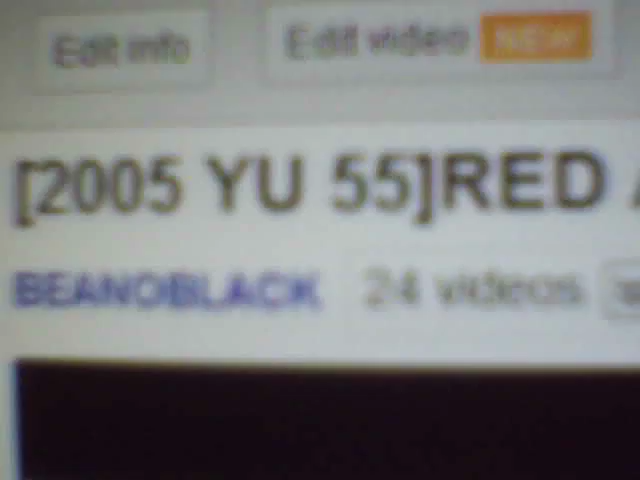 Edit info
Edit video NEW
[2005 YU 55]RED
BEANOBLACK 24 videos